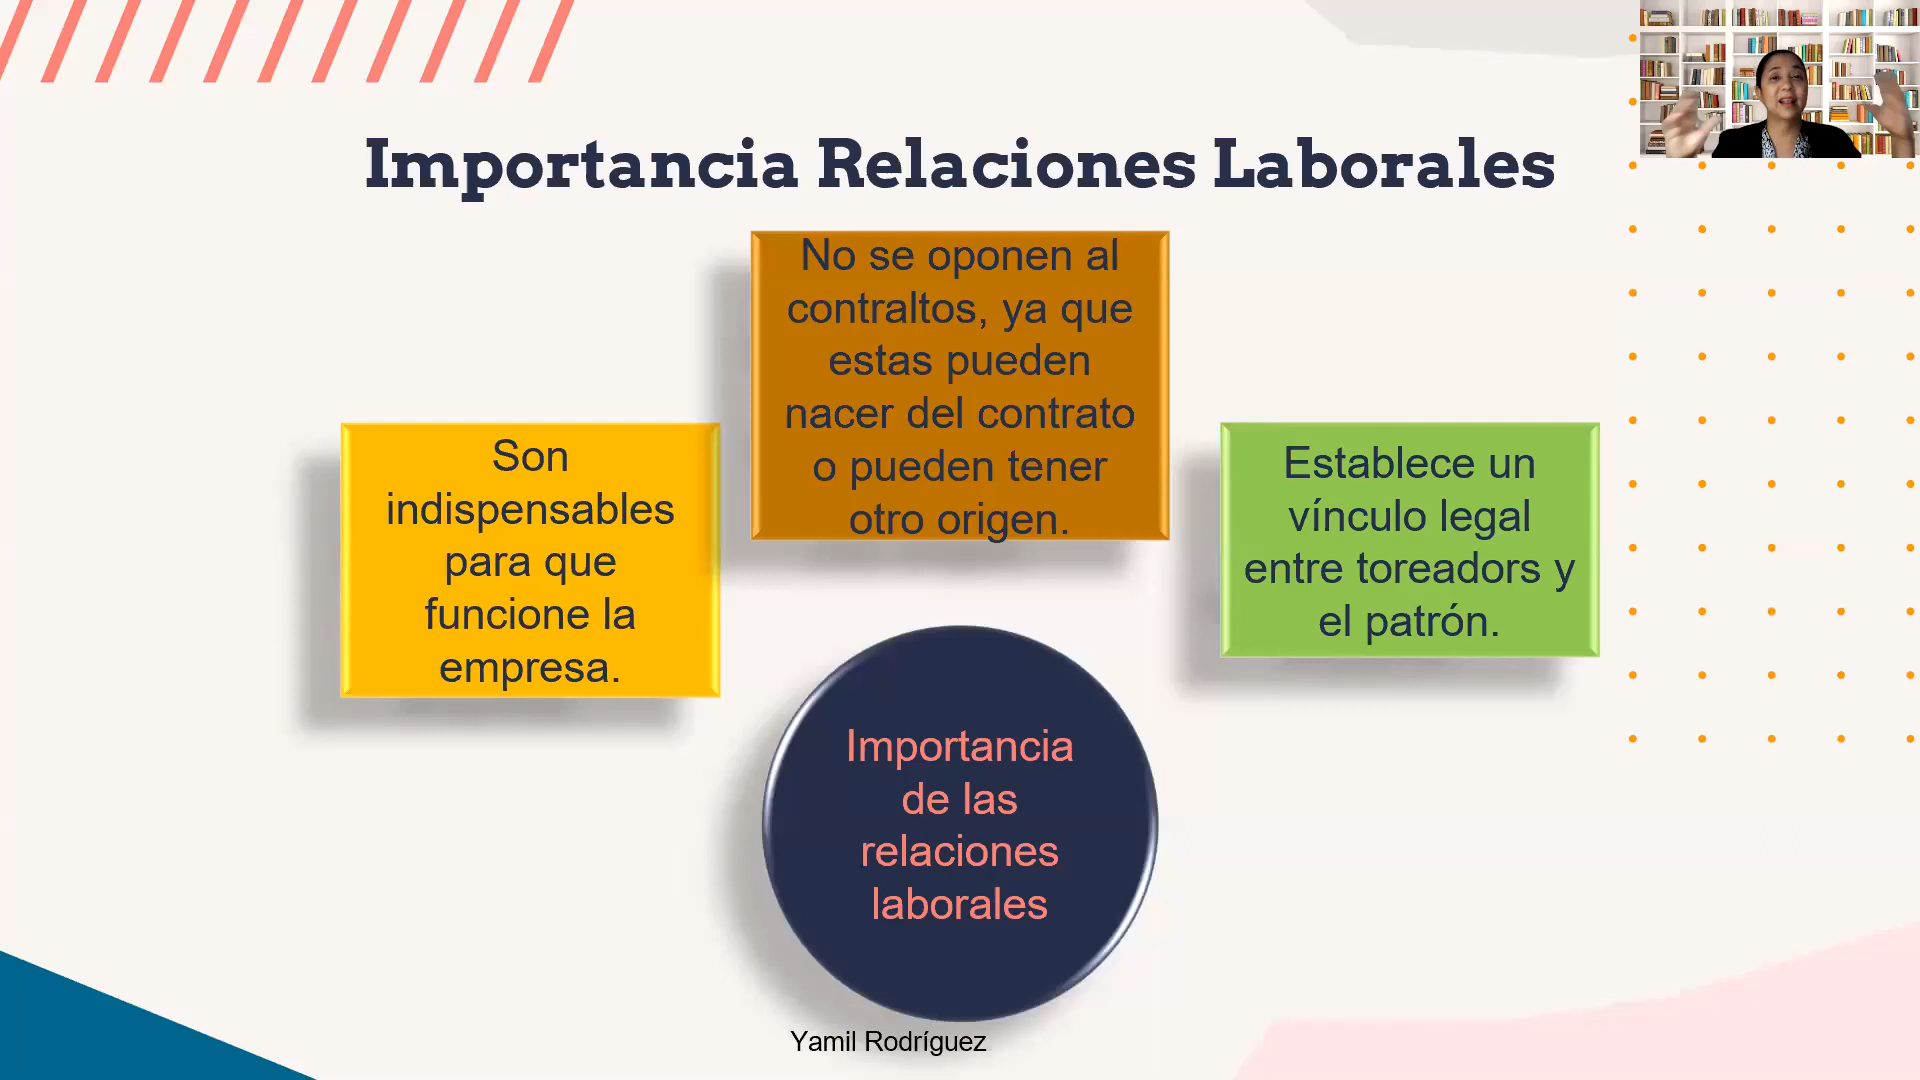 Importancia Relaciones Laborales
No se oponen al
contraltos, ya que
estas pueden
nacer del contrato
o pueden tener
otro origen.
Son
indispensables
para que
funcione la
empresa.
Establece un
vínculo legal
entre toreadors y
el patrón.
Importancia
de las
relaciones
laborales
Yamil Rodríguez